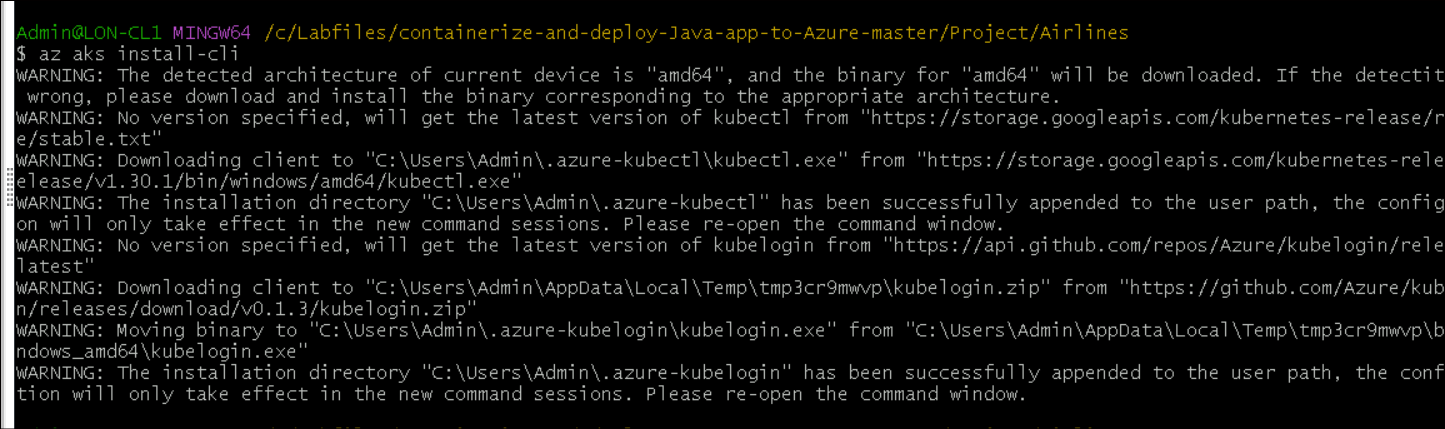 Admin@LON-CL1 MINGW64 /c/Labfiles/containerize-and-deploy-Java-app-to-Azure-master/Project/Airlines
$ az aks install-cli
WARNING: The detected architecture of current device is "amd64", and the binary for "amd64" will be downloaded. If the detectit
wrong, please download and install the binary corresponding to the appropriate architecture.
WARNING: No version specified, will get the latest version of kubectl from "https://storage.googleapis.com/kubernetes-release/r
e/stable.txt"
WARNING: Downloading client to "C:\Users\Admin\.azure-kubectl\kubectl.exe" from "https://storage.googleapis.com/kubernetes-rele
elease/v1.30.1/bin/windows/amd64/kubectl.exe"
WARNING: The installation directory "C:\Users\Admin\.azure-kubectl" has been successfully appended to the user path, the config
on will only take effect in the new command sessions. Please re-open the command window.
WARNING: No version specified, will get the latest version of kubelogin from "https://api.github.com/repos/Azure/kubelogin/rele
latest"
WARNING: Downloading client to "C:\Users\Admin\AppData\Local\Temp\tmp3cr9mwvp\kubelogin.zip" from "https://github.com/Azure/kub
n/releases/download/v0.1.3/kubelogin.zip"
WARNING: Moving binary to "C:\Users\Admin\.azure-kubelogin\kubelogin.exe" from "C:\Users\Admin\AppData\Local\Temp\tmp3cr9mwvp\b
ndows_amd64\kubelogin.exe"
WARNING: The installation directory "C:\Users\Admin\.azure-kubelogin" has been successfully appended to the user path, the conf
tion will only take effect in the new command sessions. Please re-open the command window.